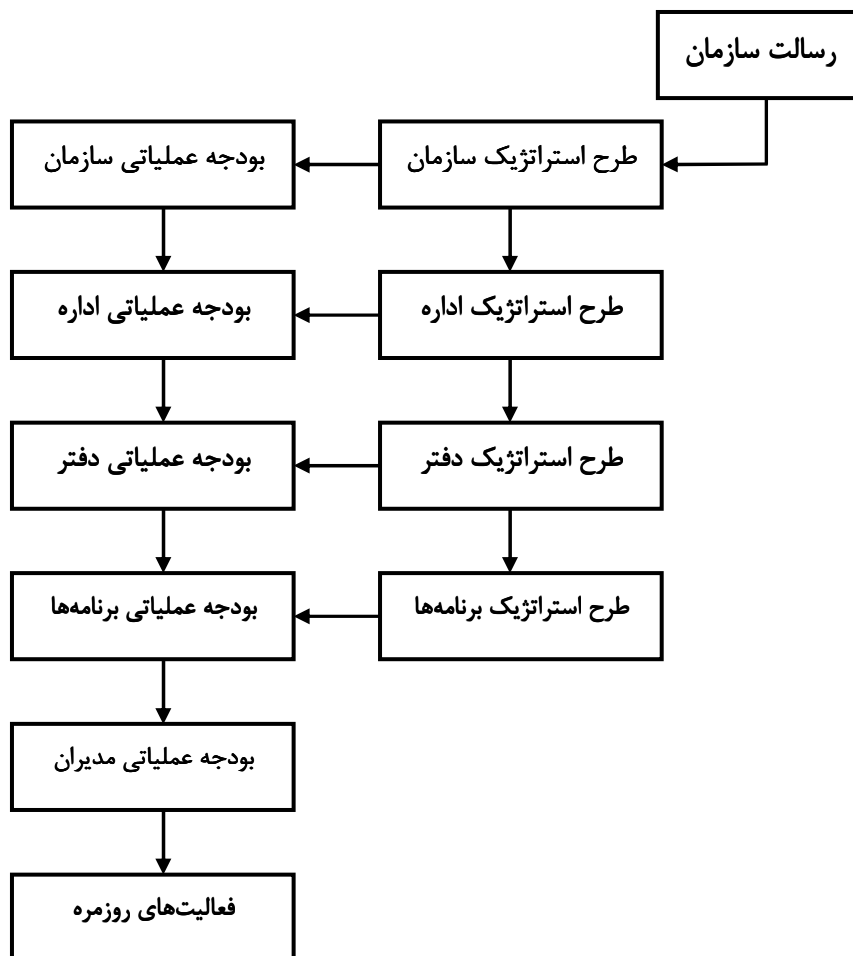 رسالت سازمان
طرح استراتژیک سازمان
بودجه عملیاتی سازمان
طرح استراتژیک اداره
بودجه عملیاتی اداره
طرح استراتژیک دفتر
بودجه عملیاتی دفتر
طرح استراتژیک برنامه‌ها
بودجه عملیاتی برنامه‌ها
بودجه عملیاتی مدیران
فعالیت‌های روزمره